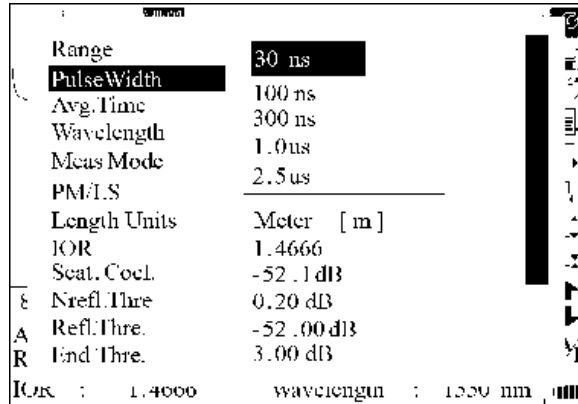 Range
30 ns
PulseWidth
100 ns
Avg.Time
300 ns
Wavelength
1.0us
Meas Mode
2.5us
PM/LS
Length Units Meter [m]
IOR 1.4666
Scat. Coef. -52 .1 dB
Nrefl.Thre 0.20 dB
Refl.Thre. -52 .00 dB
End Thre. 3.00 dB
A
R
IOR : 1.4666 wavelength : 1550 nm